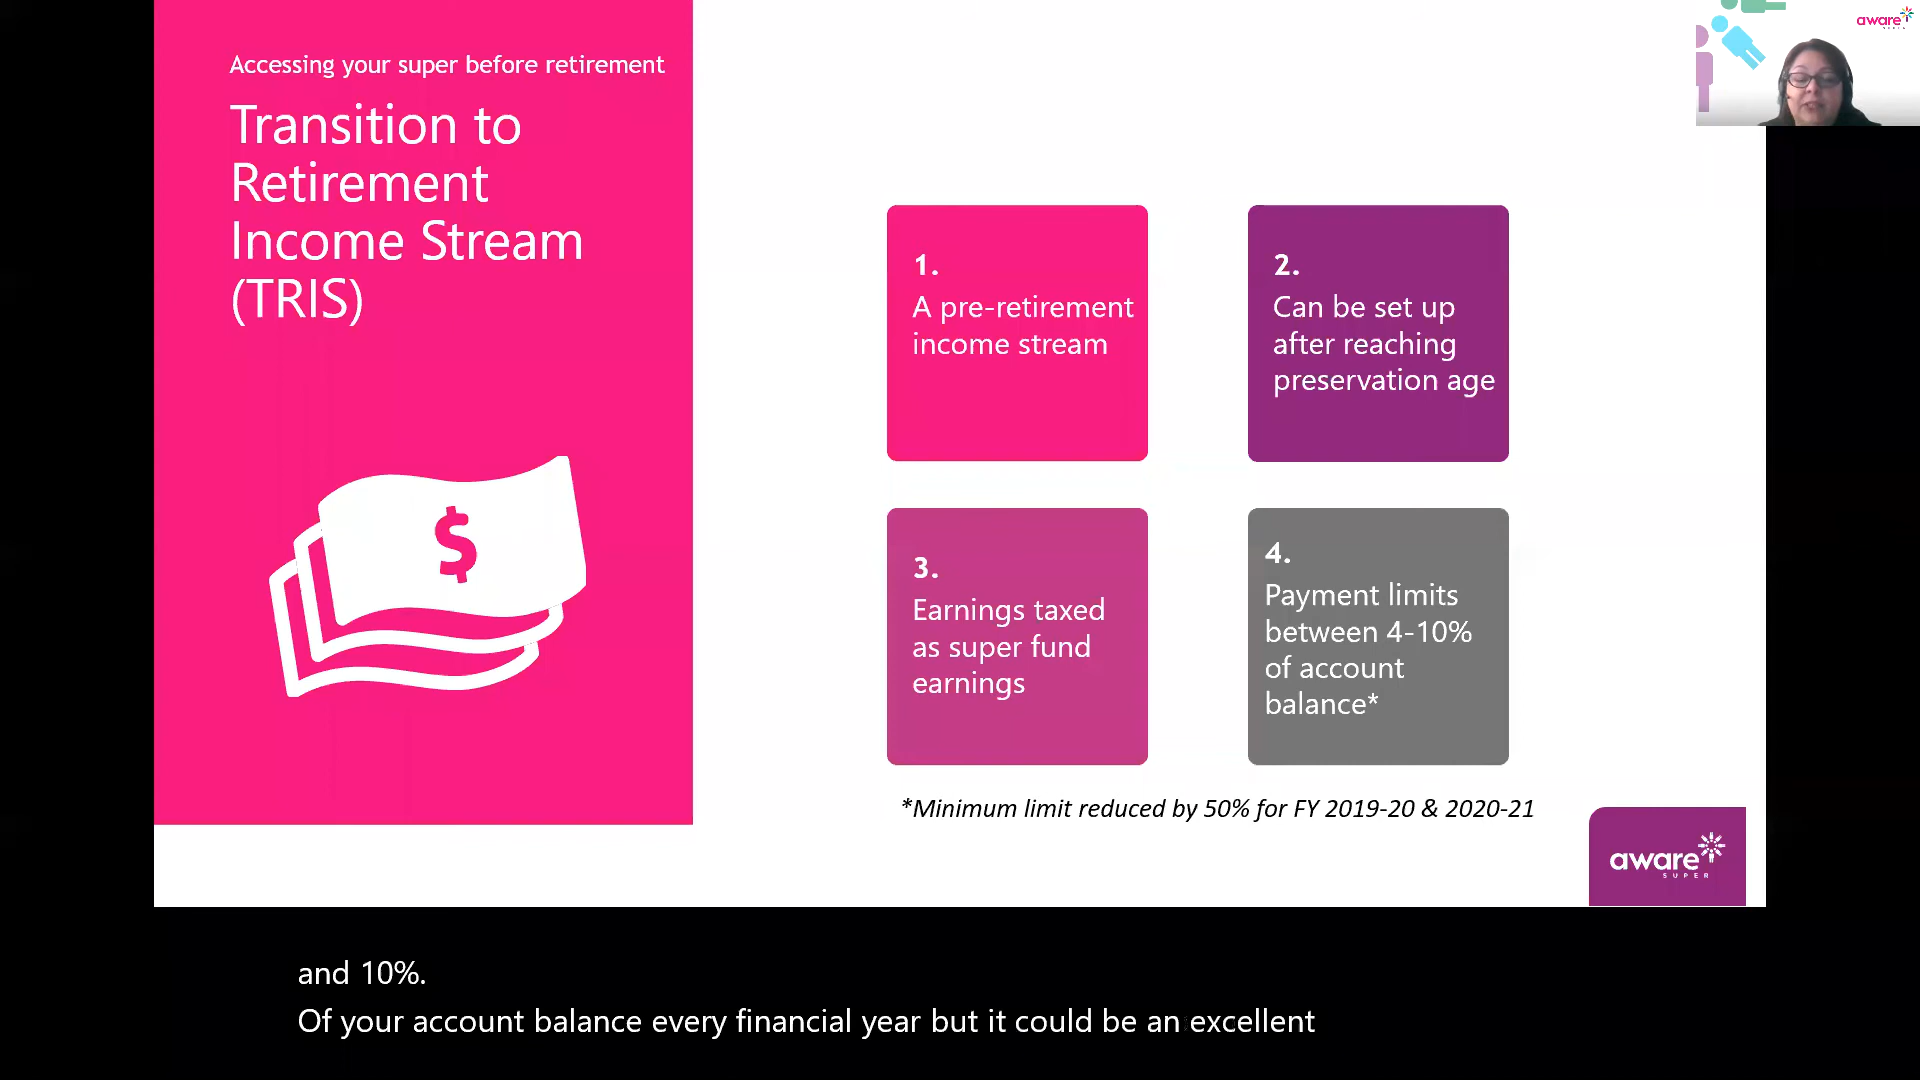 Accessing your super before retirement
Transition to
Retirement
Income Stream
(TRIS)
$
1.
A pre-retirement
income stream
2.
Can be set up
after reaching
preservation age
3.
Earnings taxed
as super fund
earnings
4.
Payment limits
between 4-10%
of account
balance*
*Minimum limit reduced by 50% for FY 2019-20 & 2020-21
aware
SUPER
aware
SUPER
and 10%.
Of your account balance every financial year but it could be an excellent